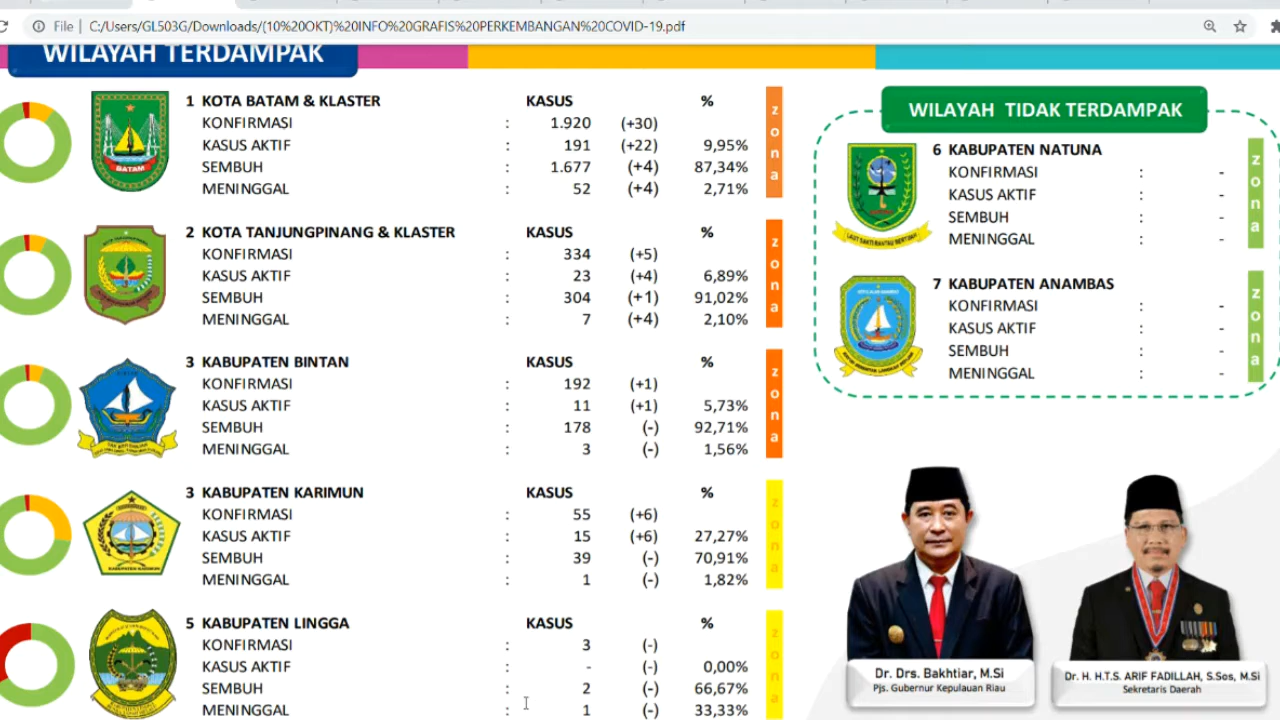 File | C:/Users/GL503G/Downloads/(10%20OKT)%20INFO%20GRAFIS%20PERKEMBANGAN%20COVID-19.pdf
WILAYAH TERDAMPAK
1 KOTA BATAM & KLASTER KASUS %
KONFIRMASI : 1.920 (+30)
KASUS AKTIF : 191 (+22) 9,95%
SEMBUH : 1.677 (+4) 87,34%
MENINGGAL : 52 (+4) 2,71%
zona
BATAM
2 KOTA TANJUNGPINANG & KLASTER KASUS %
KONFIRMASI : 334 (+5)
KASUS AKTIF : 23 (+4) 6,89%
SEMBUH : 304 (+1) 91,02%
MENINGGAL : 7 (+4) 2,10%
zona
3 KABUPATEN BINTAN KASUS %
KONFIRMASI : 192 (+1)
KASUS AKTIF : 11 (+1) 5,73%
SEMBUH : 178 (-) 92,71%
MENINGGAL : 3 (-) 1,56%
zona
3 KABUPATEN KARIMUN KASUS %
KONFIRMASI : 55 (+6)
KASUS AKTIF : 15 (+6) 27,27%
SEMBUH : 39 (-) 70,91%
MENINGGAL : 1 (-) 1,82%
zona
KABUPATEN KARIMUN
5 KABUPATEN LINGGA KASUS %
KONFIRMASI : 3 (-)
KASUS AKTIF : - (-) 0,00%
SEMBUH : 2 (-) 66,67%
MENINGGAL : 1 (-) 33,33%
zona
WILAYAH TIDAK TERDAMPAK
6 KABUPATEN NATUNA
KONFIRMASI : -
KASUS AKTIF : -
SEMBUH : -
MENINGGAL : -
zona
LAUT SAKTI RANTAU BERTUAH
7 KABUPATEN ANAMBAS
KONFIRMASI : -
KASUS AKTIF : -
SEMBUH : -
MENINGGAL : -
zona
Dr. Drs. Bakhtiar, M.Si
Pjs. Gubernur Kepulauan Riau
Dr. H. H.T.S. ARIF FADILLAH, S.Sos, M.Si
Sekretaris Daerah